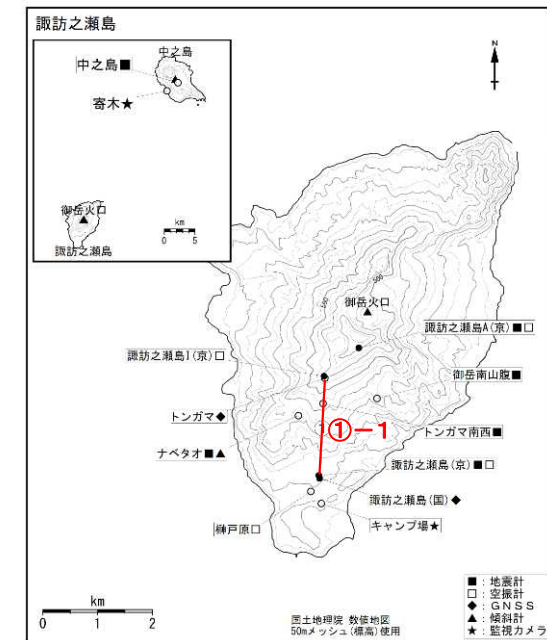 諏訪之瀬島
中之島
中之島■
寄木★
御岳火口
km
0 5
諏訪之瀬島
N
500
御岳火口
諏訪之瀬島A(京)■□
諏訪之瀬島I(京)□
御岳南山腹■
トンガマ◆
①－1
トンガマ南西■
ナベタオ■▲
諏訪之瀬島(京)■□
諏訪之瀬島(国)◆
榊戸原□
キャンプ場★
km
0 1 2
国土地理院 数値地図
50mメッシュ(標高)使用
■：地震計
□：空振計
◆：GNSS
▲：傾斜計
★：監視カメラ